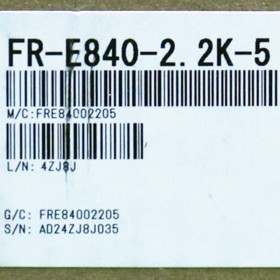 FR-E840-2.2K-5
M/C:FRE84002205
L/N: 4ZJ8J
G/C: FRE84002205
S/N: AD24ZJ8J035